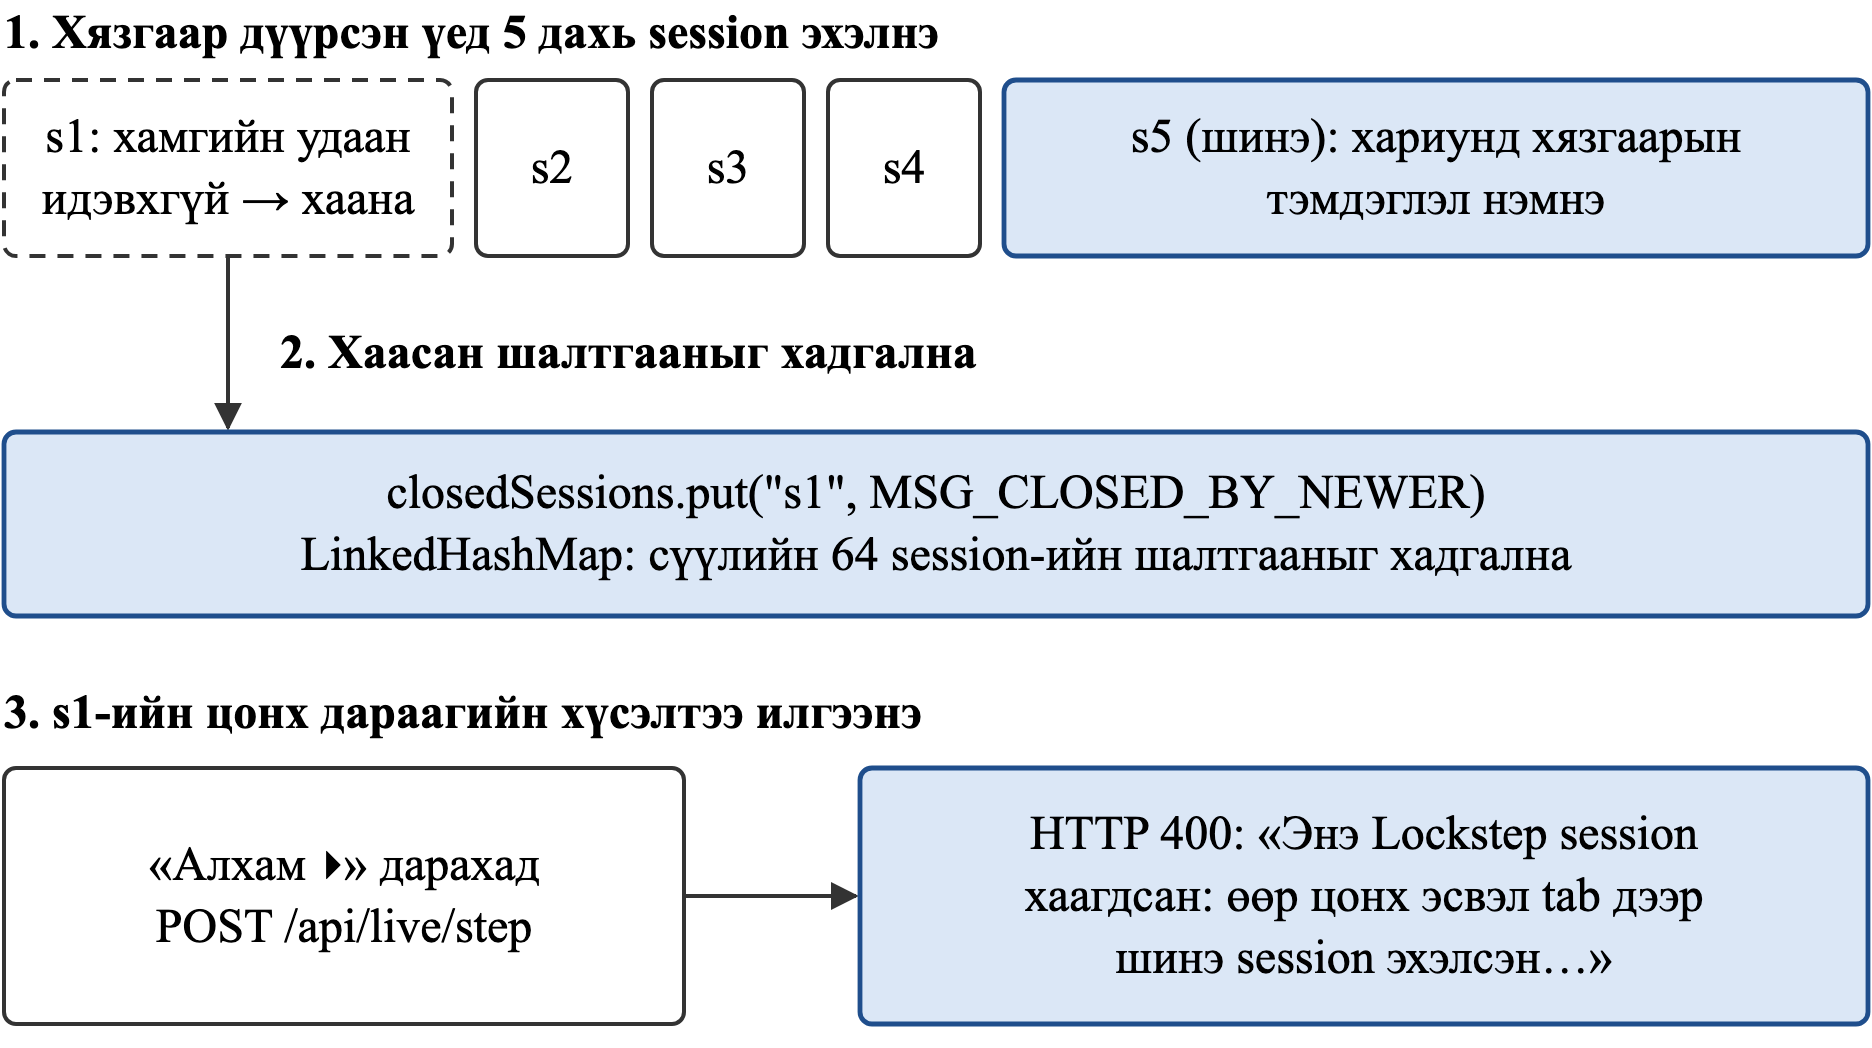 1. Хязгаар дүүрсэн үед 5 дахь session эхэлнэ
s1: хамгийн удаан
идэвхгүй → хаана
s2
s3
s4
s5 (шинэ): хариунд хязгаарын
тэмдэглэл нэмнэ
2. Хаасан шалтгааныг хадгална
closedSessions.put("s1", MSG_CLOSED_BY_NEWER)
LinkedHashMap: сүүлийн 64 session-ийн шалтгааныг хадгална
3. s1-ийн цонх дараагийн хүсэлтээ илгээнэ
«Алхам ⏵» дарахад
POST /api/live/step
HTTP 400: «Энэ Lockstep session
хаагдсан: өөр цонх эсвэл tab дээр
шинэ session эхэлсэн…»